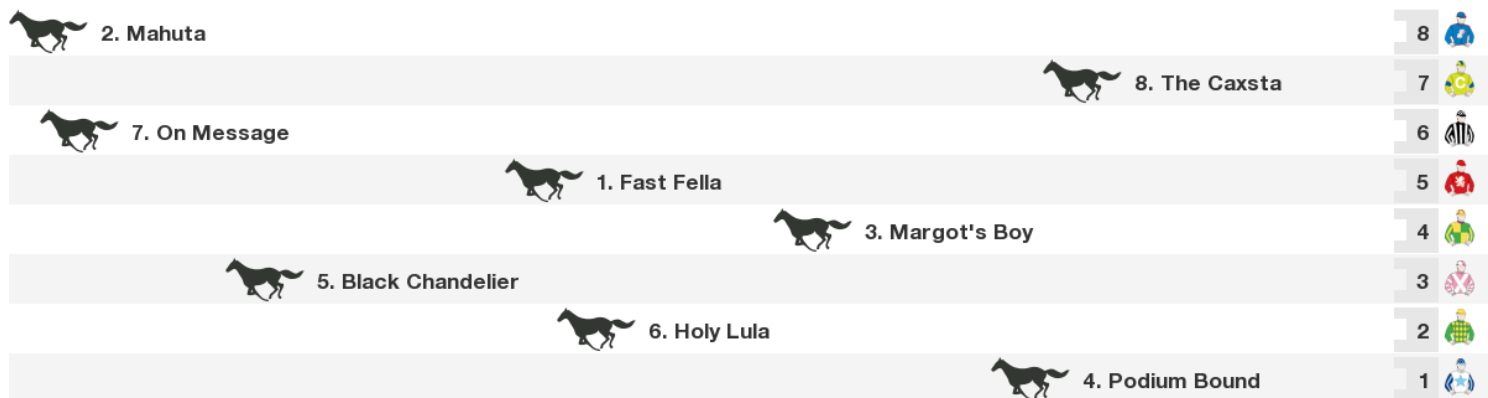 2. Mahuta 8
8. The Caxsta 7 C
7. On Message 6
1. Fast Fella 5
3. Margot's Boy 4
5. Black Chandelier 3
6. Holy Lula 2
4. Podium Bound 1